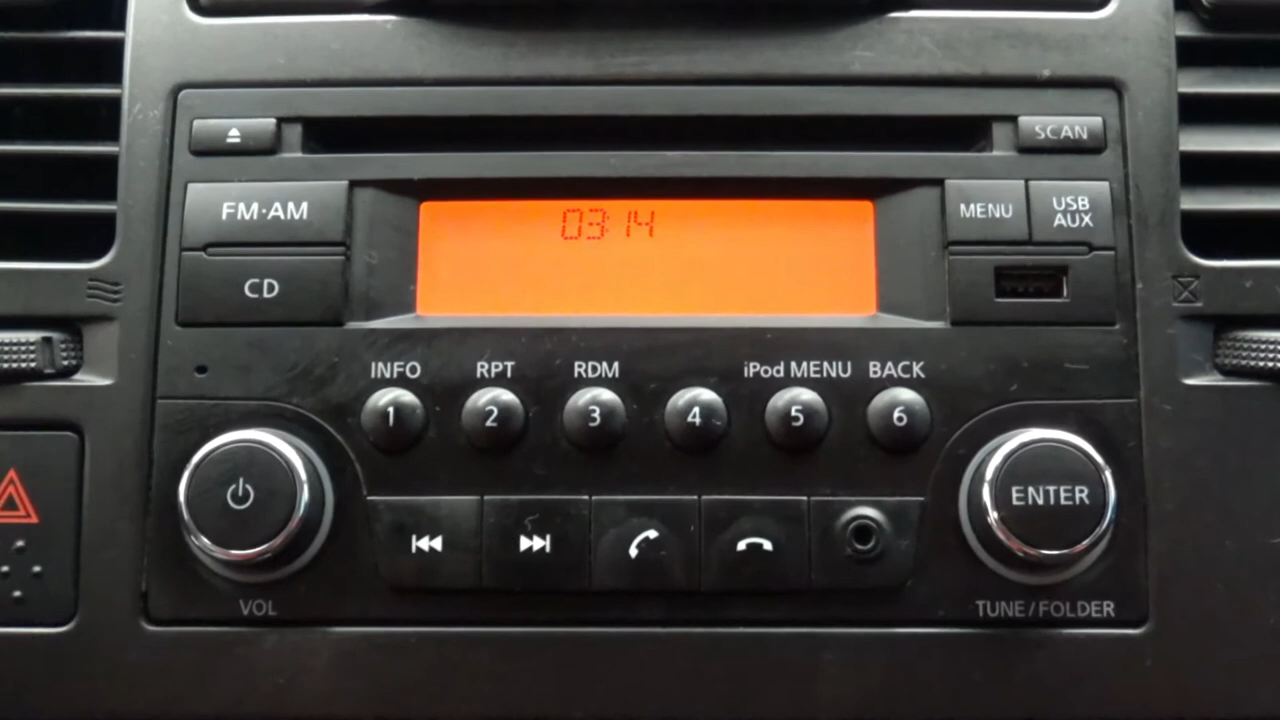 SCAN
FM·AM
03:14
MENU
USB
AUX
CD
INFO
RPT
RDM
iPod MENU
BACK
1
2
3
4
5
6
ENTER
VOL
TUNE/FOLDER